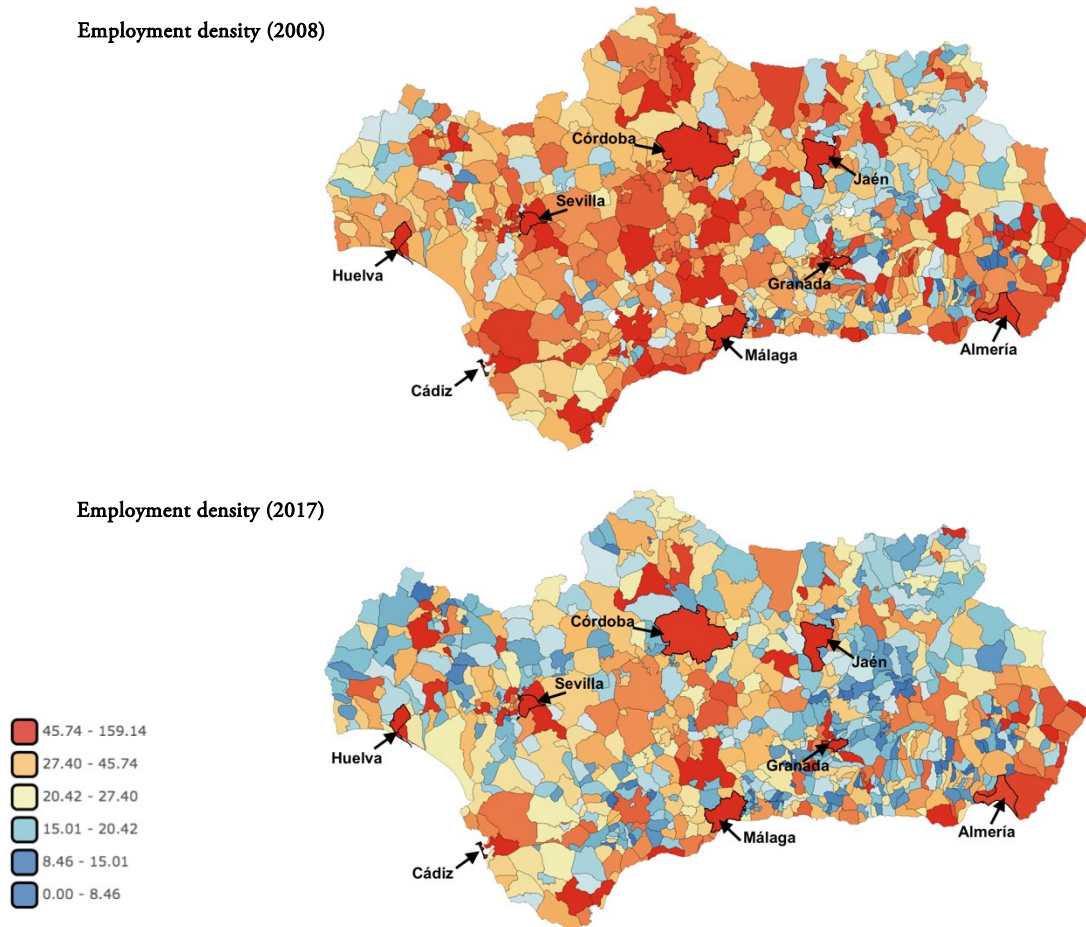 Employment density (2008)
Córdoba
Jaén
Sevilla
Huelva
Granada
Almería
Málaga
Cádiz
Employment density (2017)
Córdoba
Jaén
Sevilla
Huelva
Granada
Almería
Málaga
Cádiz
45.74 - 159.14
27.40 - 45.74
20.42 - 27.40
15.01 - 20.42
8.46 - 15.01
0.00 - 8.46